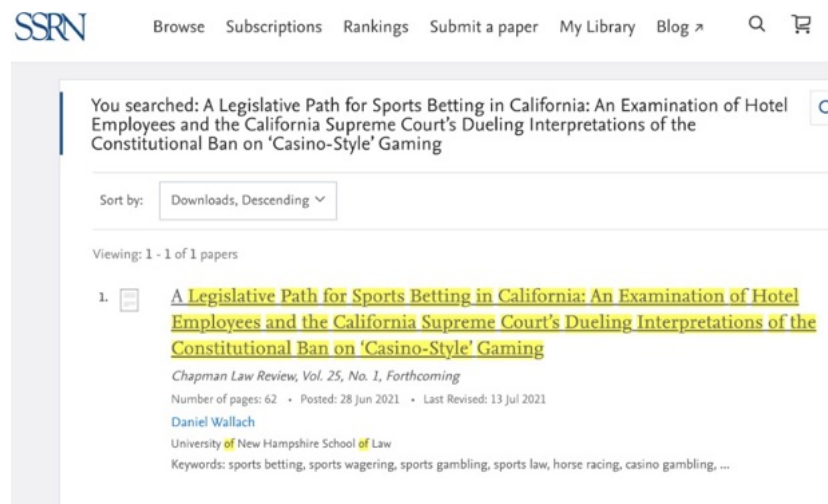 SSRN Browse Subscriptions Rankings Submit a paper My Library Blog ↗
You searched: A Legislative Path for Sports Betting in California: An Examination of Hotel
Employees and the California Supreme Court's Dueling Interpretations of the
Constitutional Ban on 'Casino-Style' Gaming
Sort by: Downloads, Descending
Viewing: 1 - 1 of 1 papers
1. A Legislative Path for Sports Betting in California: An Examination of Hotel
Employees and the California Supreme Court's Dueling Interpretations of the
Constitutional Ban on 'Casino-Style' Gaming
Chapman Law Review, Vol. 25, No. 1, Forthcoming
Number of pages: 62 • Posted: 28 Jun 2021 • Last Revised: 13 Jul 2021
Daniel Wallach
University of New Hampshire School of Law
Keywords: sports betting, sports wagering, sports gambling, sports law, horse racing, casino gambling, ...